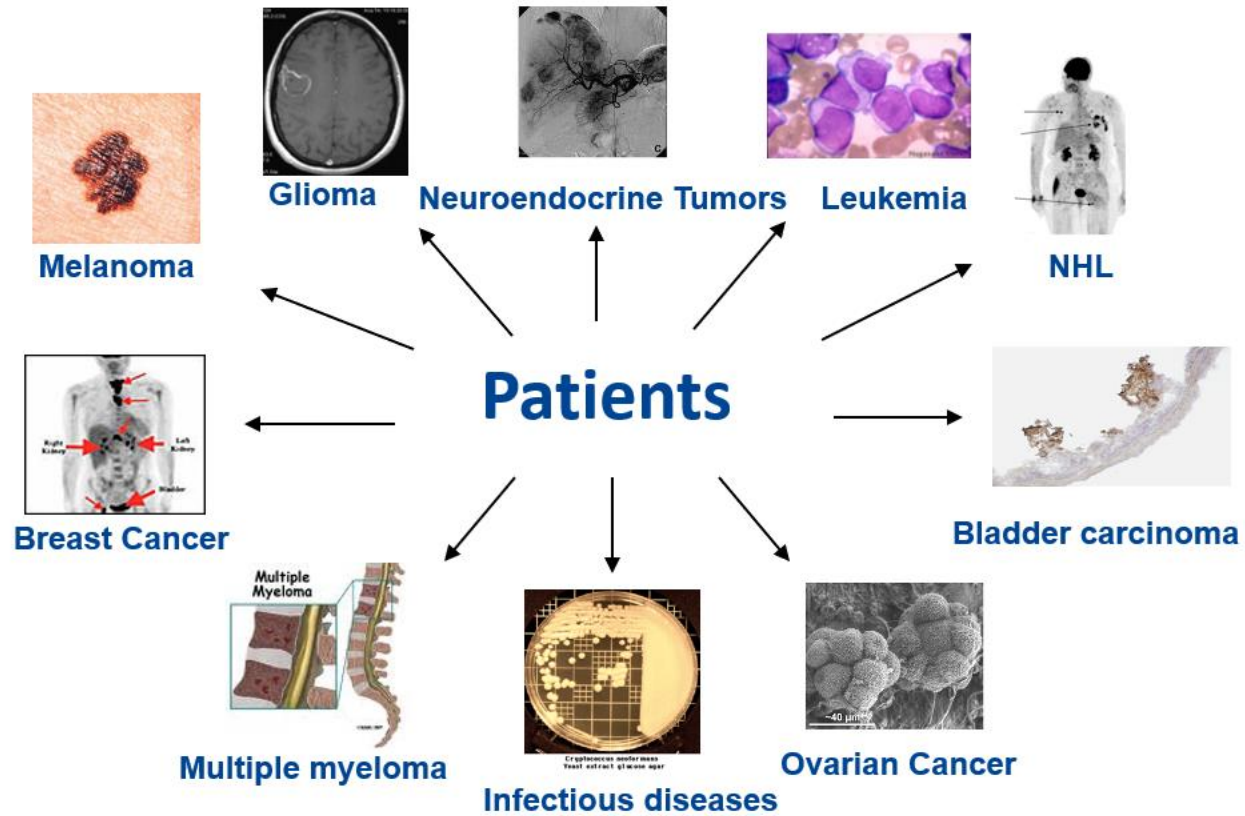 Glioma
Neuroendocrine Tumors
C
Leukemia
Melanoma
NHL
Patients
Right
Kidney
Left
Kidney
Bladder
Breast Cancer
Bladder carcinoma
Multiple
Myeloma
Multiple myeloma
Cryptococcus neoformans
Yeast extract glucose agar
Infectious diseases
~40 µm
Ovarian Cancer